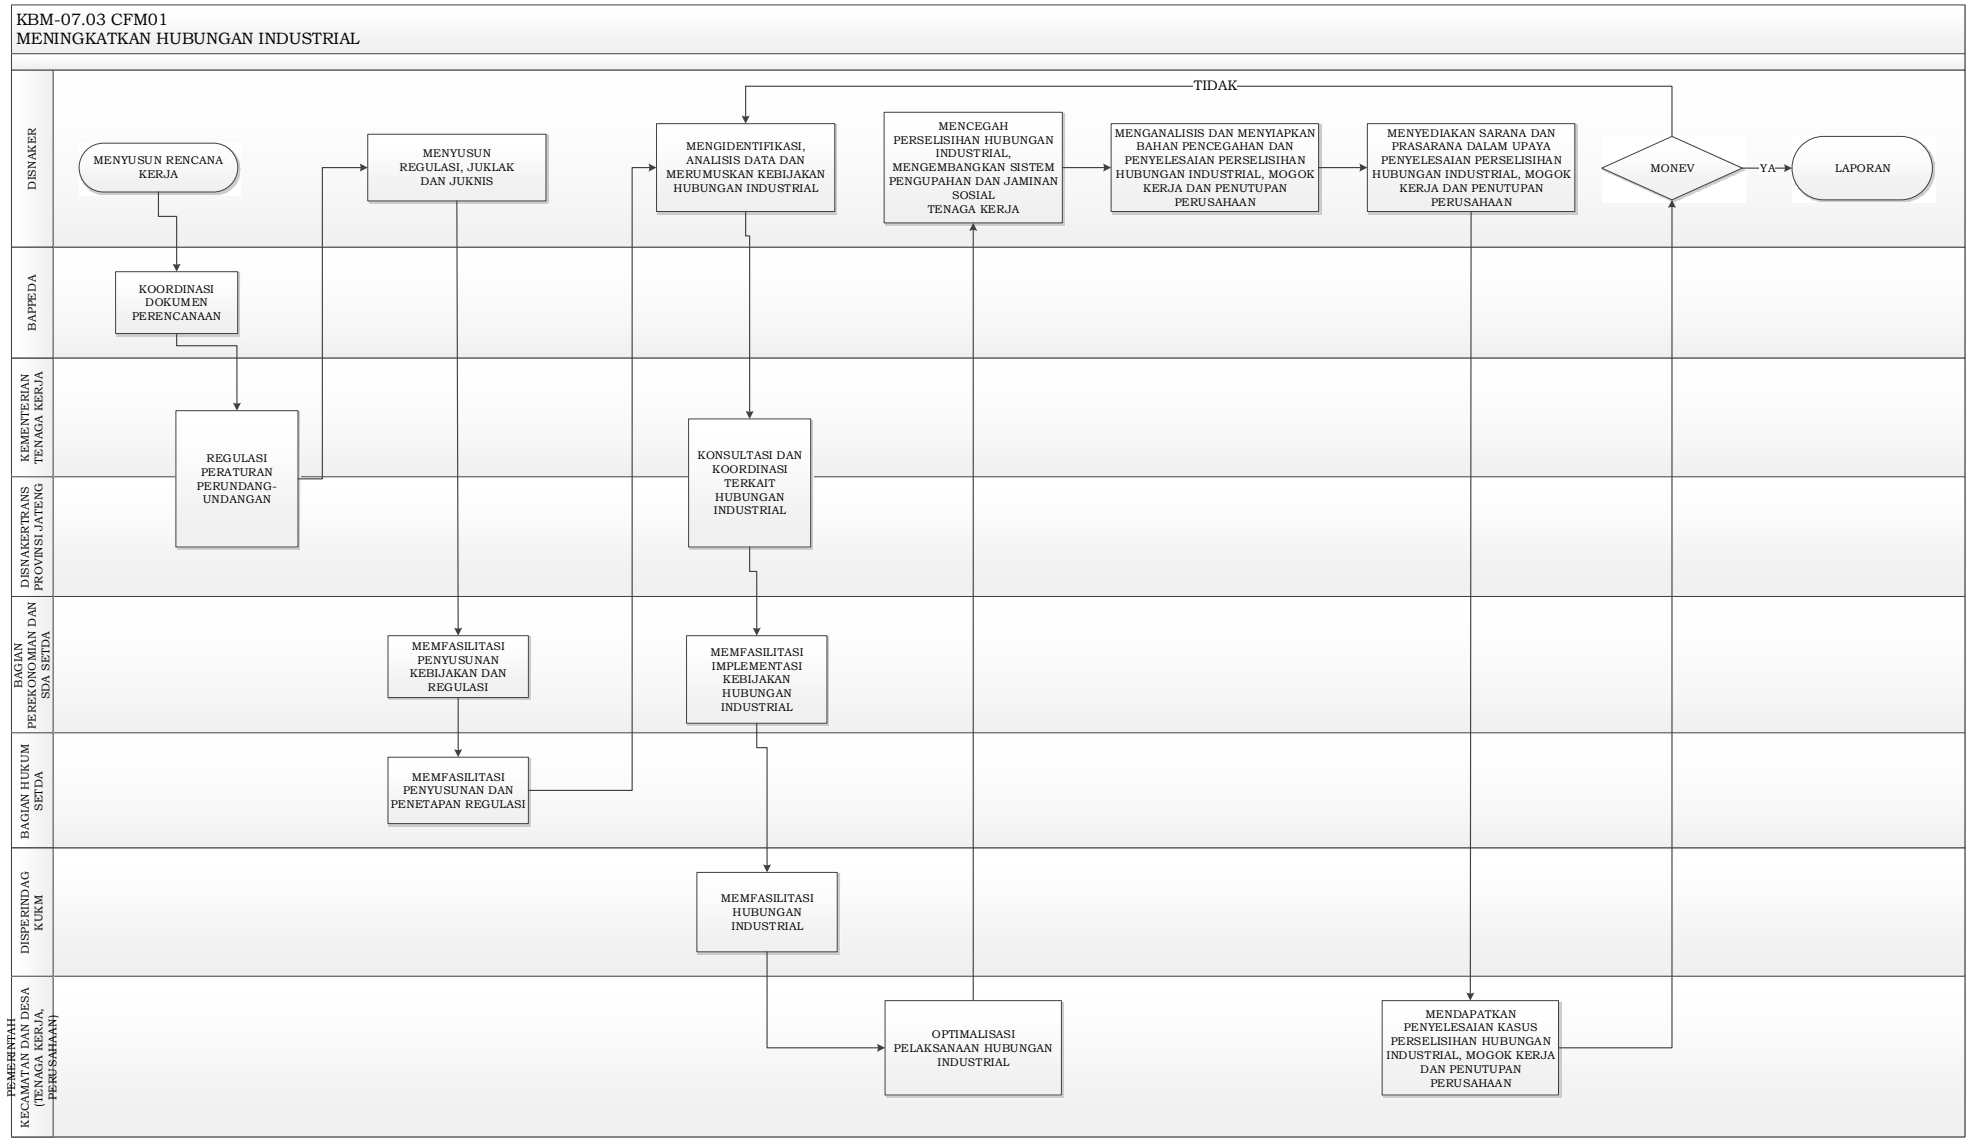 KBM-07.03 CFM01
MENINGKATKAN HUBUNGAN INDUSTRIAL
DISNAKER
MENYUSUN RENCANA
KERJA
MENYUSUN
REGULASI, JUKLAK
DAN JUKNIS
MENGIDENTIFIKASI,
ANALISIS DATA DAN
MERUMUSKAN KEBIJAKAN
HUBUNGAN INDUSTRIAL
TIDAK
MENCEGAH
PERSELISIHAN HUBUNGAN
INDUSTRIAL,
MENGEMBANGKAN SISTEM
PENGUPAHAN DAN JAMINAN
SOSIAL
TENAGA KERJA
MENGANALISIS DAN MENYIAPKAN
BAHAN PENCEGAHAN DAN
PENYELESAIAN PERSELISIHAN
HUBUNGAN INDUSTRIAL, MOGOK
KERJA DAN PENUTUPAN
PERUSAHAAN
MENYEDIAKAN SARANA DAN
PRASARANA DALAM UPAYA
PENYELESAIAN PERSELISIHAN
HUBUNGAN INDUSTRIAL, MOGOK
KERJA DAN PENUTUPAN
PERUSAHAAN
MONEV
YA
LAPORAN
BAPPEDA
KOORDINASI
DOKUMEN
PERENCANAAN
KEMENTERIAN
TENAGA KERJA
REGULASI
PERATURAN
PERUNDANG-
UNDANGAN
KONSULTASI DAN
KOORDINASI
TERKAIT
HUBUNGAN
INDUSTRIAL
DISNAKERTRANS
PROVINSI JATENG
BAGIAN
PEREKONOMIAN DAN
SDA SETDA
MEMFASILITASI
PENYUSUNAN
KEBIJAKAN DAN
REGULASI
MEMFASILITASI
IMPLEMENTASI
KEBIJAKAN
HUBUNGAN
INDUSTRIAL
BAGIAN HUKUM
SETDA
MEMFASILITASI
PENYUSUNAN DAN
PENETAPAN REGULASI
DISPERINDAG
KUKM
MEMFASILITASI
HUBUNGAN
INDUSTRIAL
PEMERINTAH
KECAMATAN DAN DESA
(TENAGA KERJA,
PERUSAHAAN)
OPTIMALISASI
PELAKSANAAN HUBUNGAN
INDUSTRIAL
MENDAPATKAN
PENYELESAIAN KASUS
PERSELISIHAN HUBUNGAN
INDUSTRIAL, MOGOK KERJA
DAN PENUTUPAN
PERUSAHAAN